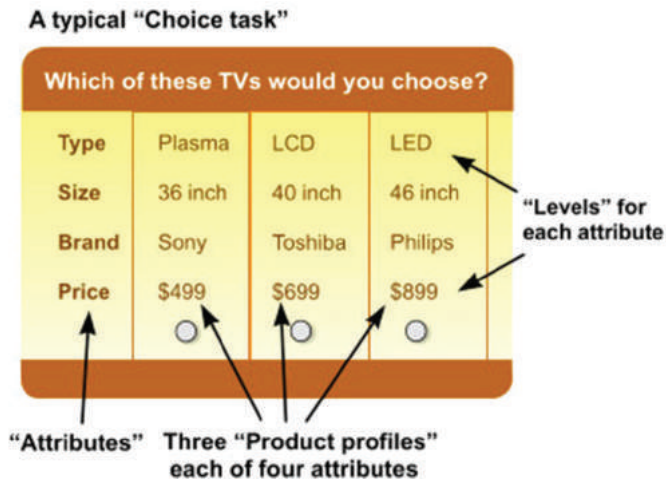 A typical “Choice task”
Which of these TVs would you choose?
Type Plasma LCD LED
Size 36 inch 40 inch 46 inch
Brand Sony Toshiba Philips
Price $499 $699 $899
“Levels” for
each attribute
“Attributes”
Three “Product profiles”
each of four attributes